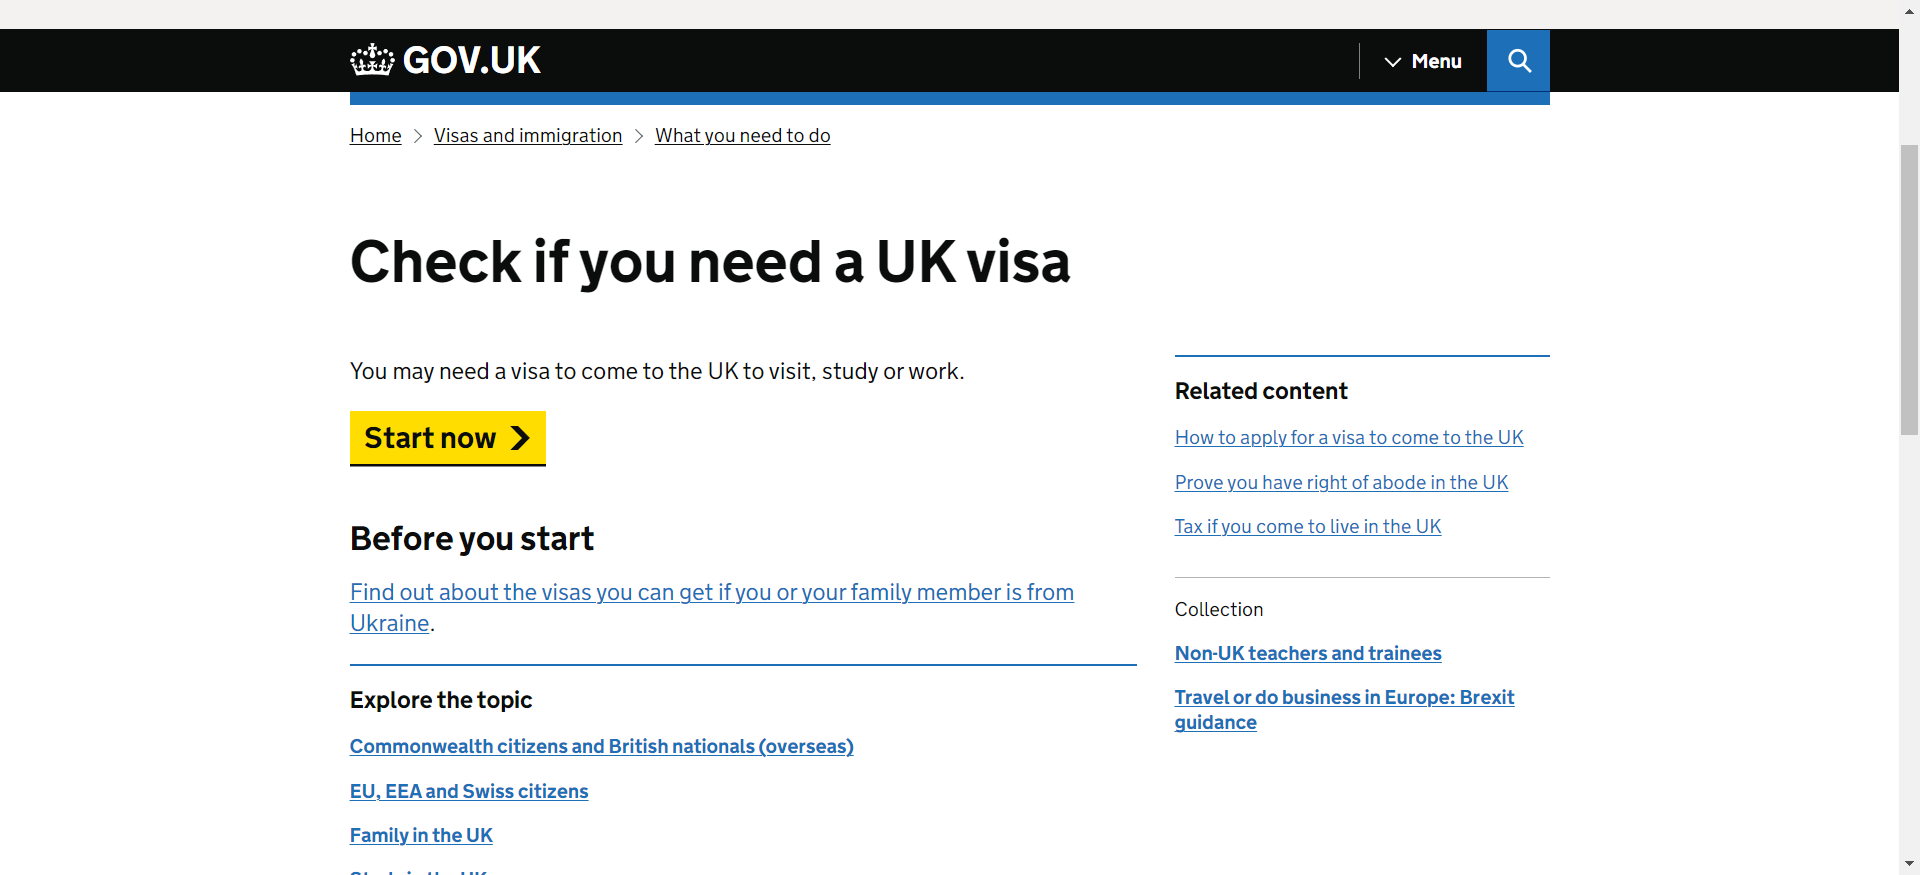 GOV.UK
Menu
Home
Visas and immigration
What you need to do
Check if you need a UK visa
You may need a visa to come to the UK to visit, study or work.
Start now
Before you start
Find out about the visas you can get if you or your family member is from
Ukraine.
Explore the topic
Commonwealth citizens and British nationals (overseas)
EU, EEA and Swiss citizens
Family in the UK
Related content
How to apply for a visa to come to the UK
Prove you have right of abode in the UK
Tax if you come to live in the UK
Collection
Non-UK teachers and trainees
Travel or do business in Europe: Brexit
guidance